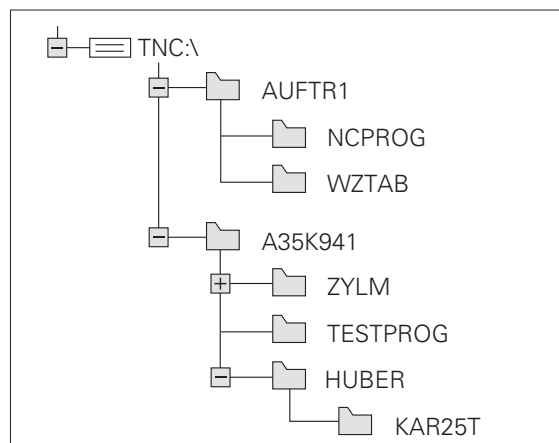 TNC:\
AUFTR1
NCPROG
WZTAB
A35K941
ZYLM
TESTPROG
HUBER
KAR25T